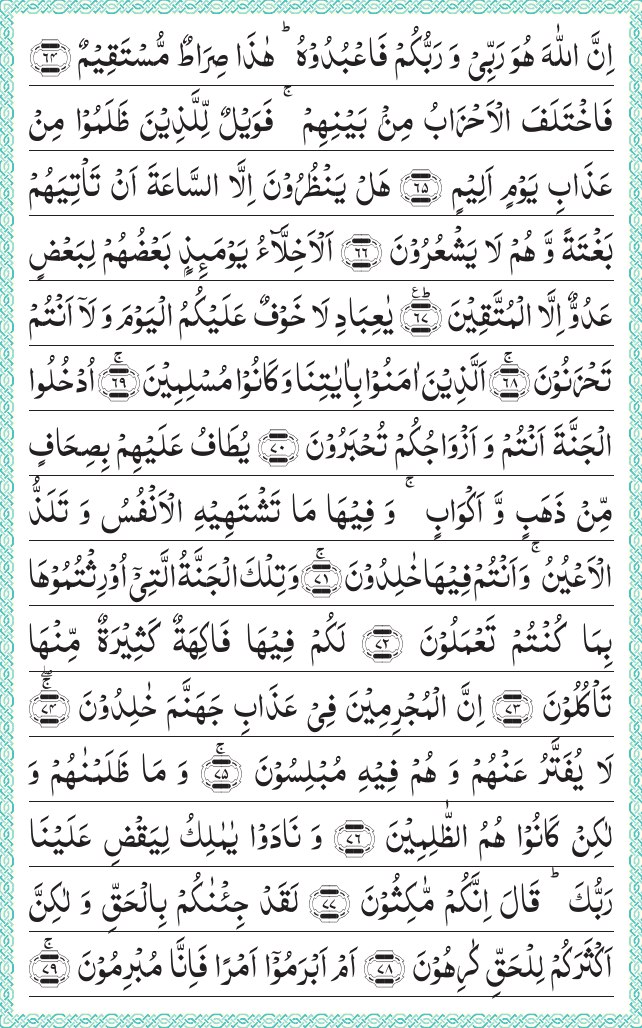 اِنَّ اللّٰهَ هُوَ رَبِّىْ وَ رَبُّكُمْ فَاعْبُدُوْهُ ؕ هٰذَا صِرَاطٌ مُّسْتَقِيْمٌ ﴿۶۴﴾
فَاخْتَلَفَ الْاَحْزَابُ مِنْۢ بَيْنِهِمْ ۚ فَوَيْلٌ لِّلَّذِيْنَ ظَلَمُوْا مِنْ
عَذَابِ يَوْمٍ اَلِيْمٍ ﴿۶۵﴾ هَلْ يَنْظُرُوْنَ اِلَّا السَّاعَةَ اَنْ تَاْتِيَهُمْ
بَغْتَةً وَّ هُمْ لَا يَشْعُرُوْنَ ﴿۶۶﴾ اَلْاَخِلَّآءُ يَوْمَئِذٍۭ بَعْضُهُمْ لِبَعْضٍ
عَدُوٌّ اِلَّا الْمُتَّقِيْنَ ﴿۶۷﴾ؕ ع يٰعِبَادِ لَا خَوْفٌ عَلَيْكُمُ الْيَوْمَ وَ لَاۤ اَنْتُمْ
تَحْزَنُوْنَ ﴿۶۸﴾ۚ اَلَّذِيْنَ اٰمَنُوْا بِاٰيٰتِنَا وَ كَانُوْا مُسْلِمِيْنَ ﴿۶۹﴾ۚ اُدْخُلُوا
الْجَنَّةَ اَنْتُمْ وَ اَزْوَاجُكُمْ تُحْبَرُوْنَ ﴿۷۰﴾ يُطَافُ عَلَيْهِمْ بِصِحَافٍ
مِّنْ ذَهَبٍ وَّ اَكْوَابٍ ۚ وَ فِيْهَا مَا تَشْتَهِيْهِ الْاَنْفُسُ وَ تَلَذُّ
الْاَعْيُنُ ۚ وَ اَنْتُمْ فِيْهَا خٰلِدُوْنَ ﴿۷۱﴾ۚ وَ تِلْكَ الْجَنَّةُ الَّتِىْۤ اُوْرِثْتُمُوْهَا
بِمَا كُنْتُمْ تَعْمَلُوْنَ ﴿۷۲﴾ لَكُمْ فِيْهَا فَاكِهَةٌ كَثِيْرَةٌ مِّنْهَا
تَاْكُلُوْنَ ﴿۷۳﴾ اِنَّ الْمُجْرِمِيْنَ فِىْ عَذَابِ جَهَنَّمَ خٰلِدُوْنَ ﴿۷۴﴾ۚۖ
لَا يُفَتَّرُ عَنْهُمْ وَ هُمْ فِيْهِ مُبْلِسُوْنَ ﴿۷۵﴾ۚ وَ مَا ظَلَمْنٰهُمْ وَ
لٰكِنْ كَانُوْا هُمُ الظّٰلِمِيْنَ ﴿۷۶﴾ وَ نَادَوْا يٰمٰلِكُ لِيَقْضِ عَلَيْنَا
رَبُّكَ ؕ قَالَ اِنَّكُمْ مّٰكِثُوْنَ ﴿۷۷﴾ لَقَدْ جِئْنٰكُمْ بِالْحَقِّ وَ لٰكِنَّ
اَكْثَرَكُمْ لِلْحَقِّ كٰرِهُوْنَ ﴿۷۸﴾ اَمْ اَبْرَمُوْۤا اَمْرًا فَاِنَّا مُبْرِمُوْنَ ﴿۷۹﴾ۚ